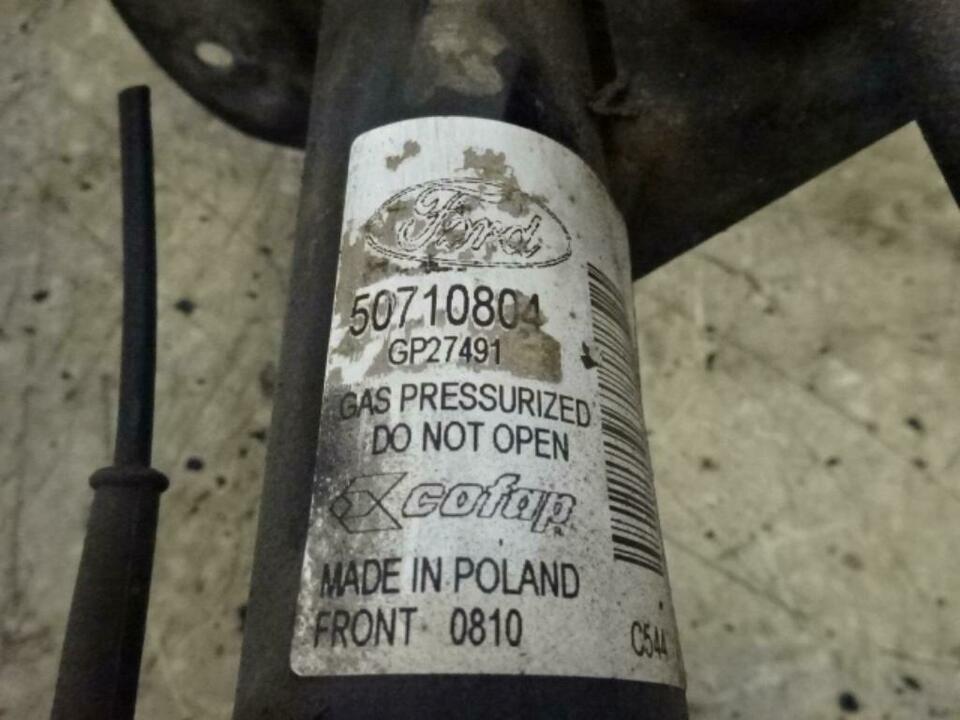 Ford
50710804
GP27491
GAS PRESSURIZED
DO NOT OPEN
cofap
MADE IN POLAND
FRONT 0810
C544